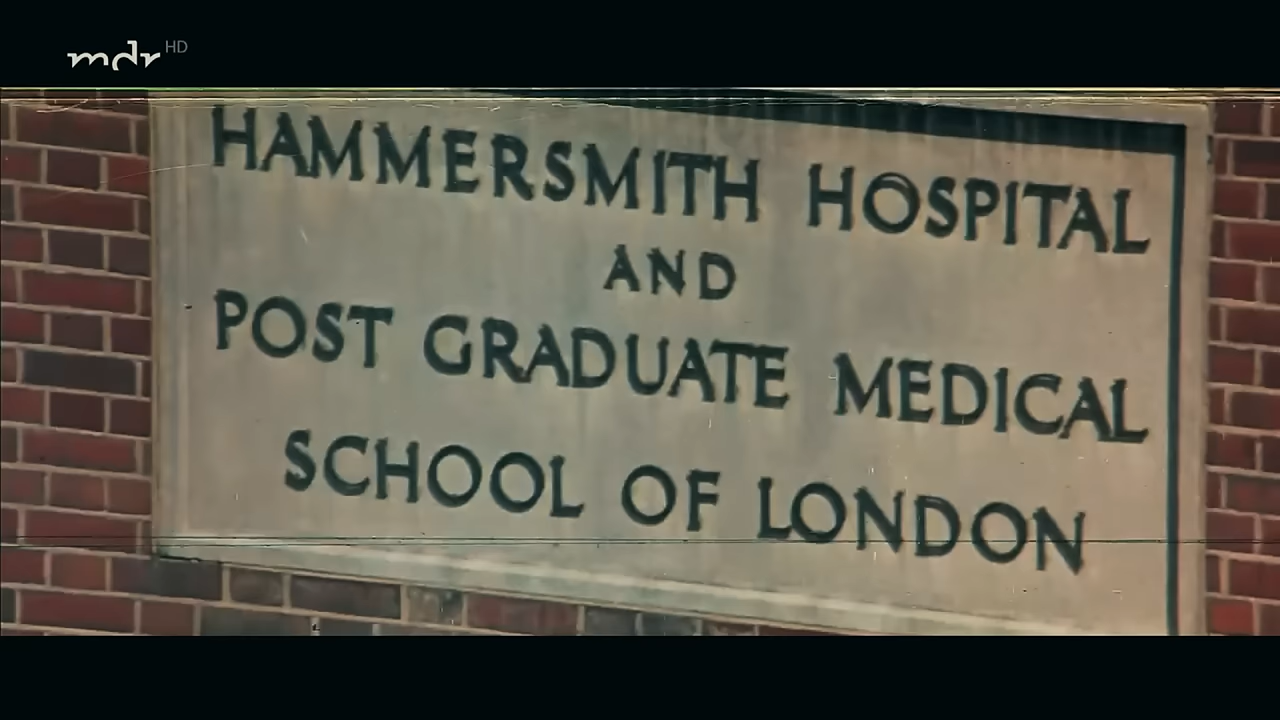 mdr HD
HAMMERSMITH HOSPITAL
AND
POST GRADUATE MEDICAL
SCHOOL OF LONDON